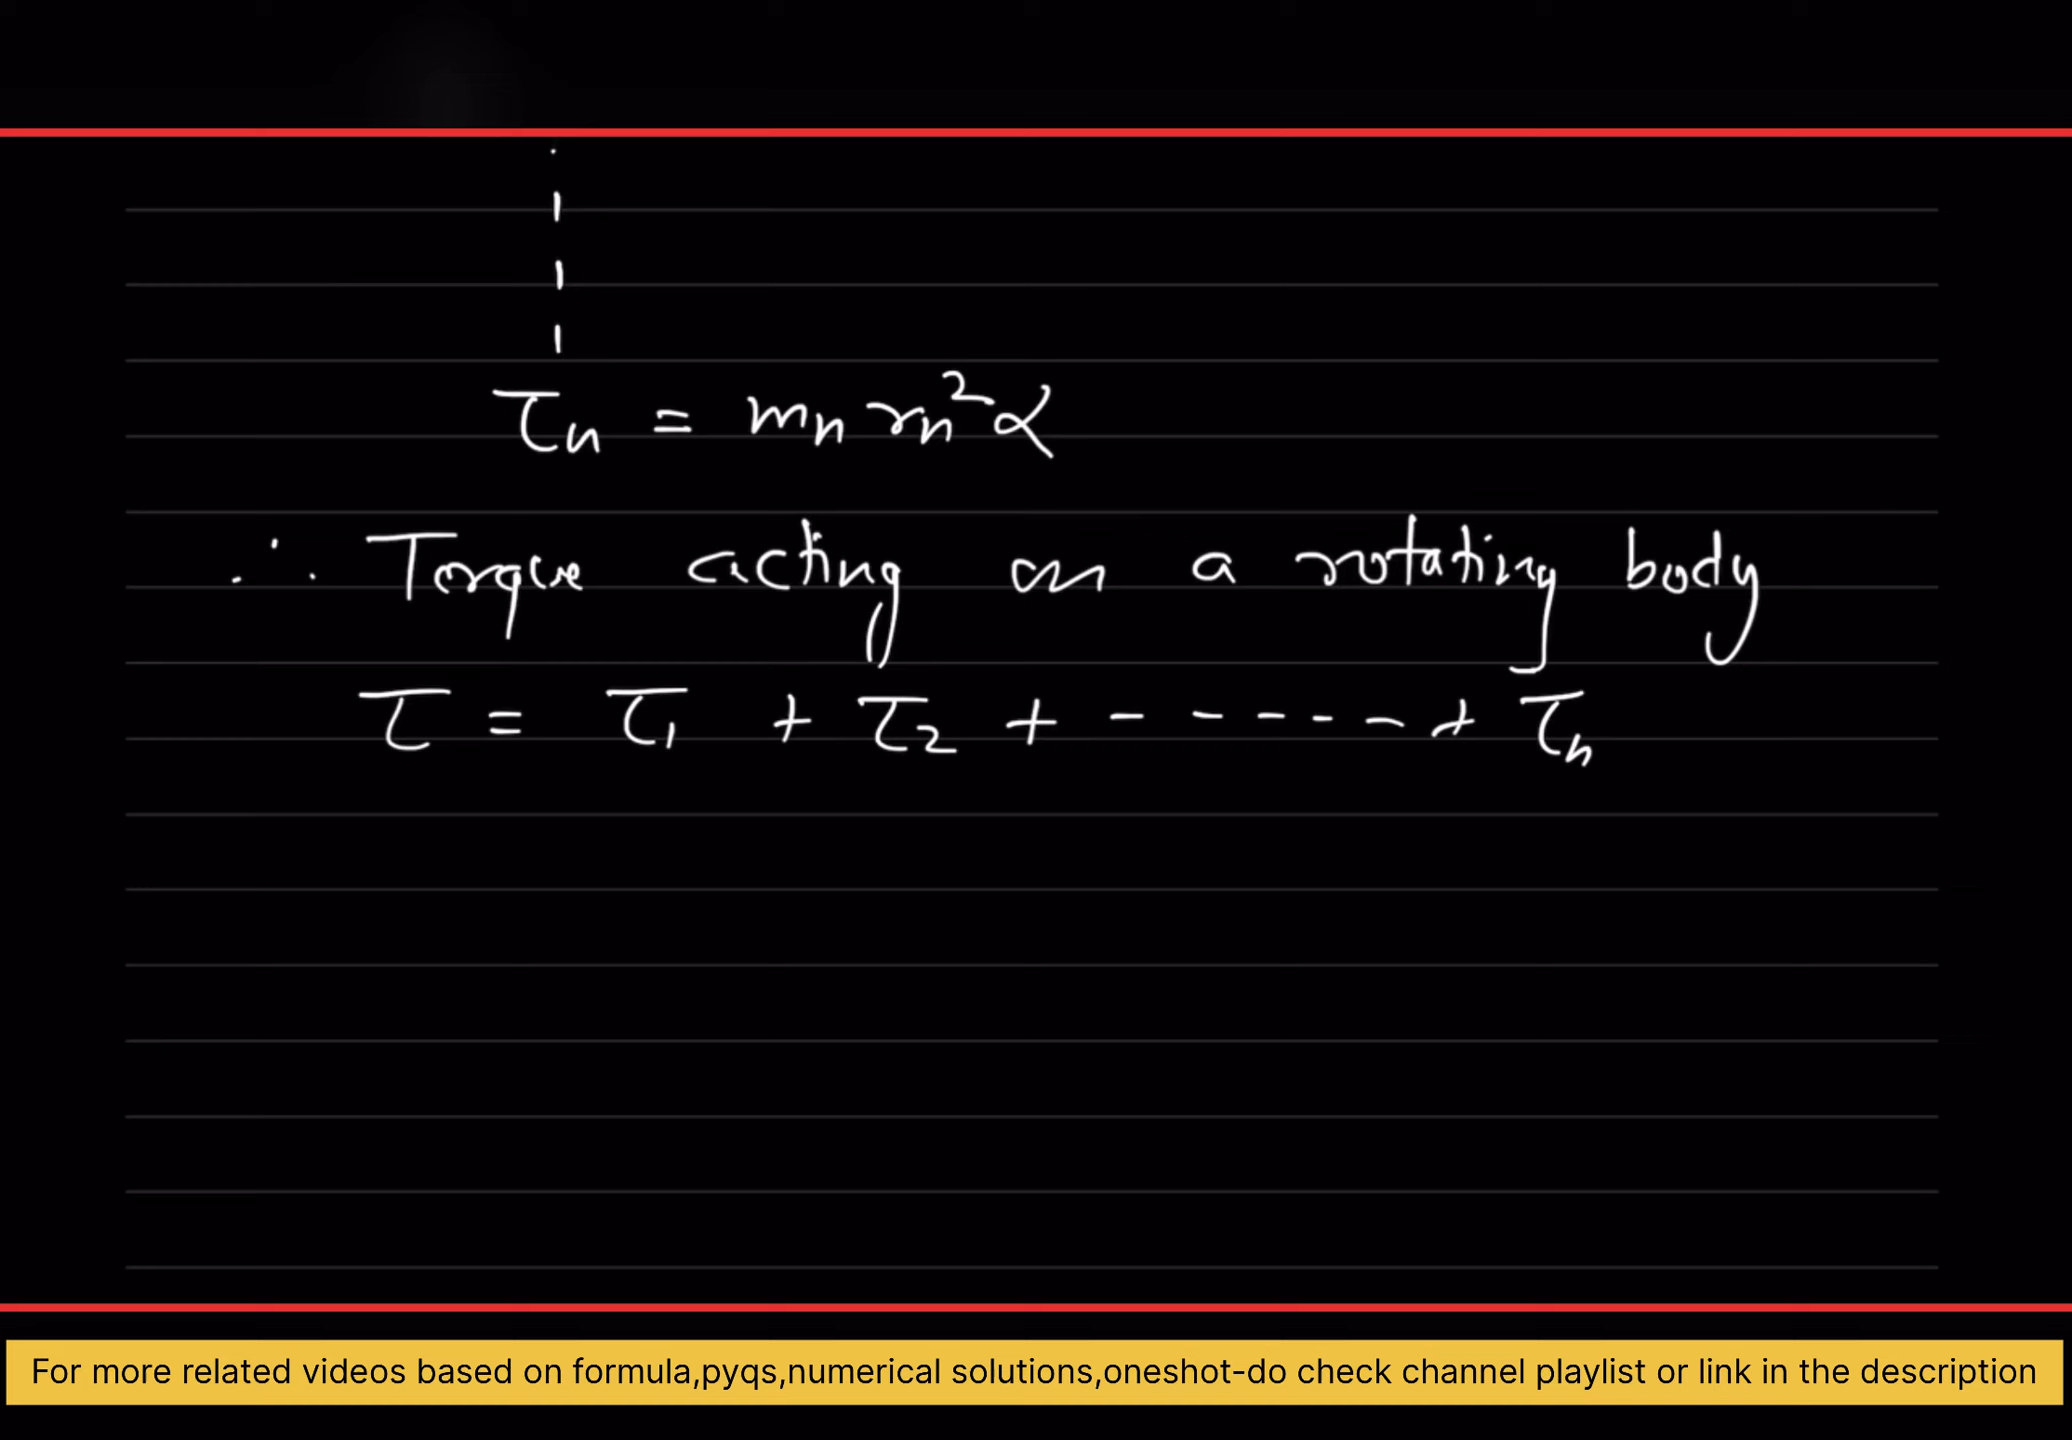 τₙ = mₙ rₙ² α
∴ Torque acting on a rotating body
τ = τ₁ + τ₂ + - - - - - + τₙ
For more related videos based on formula,pyqs,numerical solutions,oneshot-do check channel playlist or link in the description